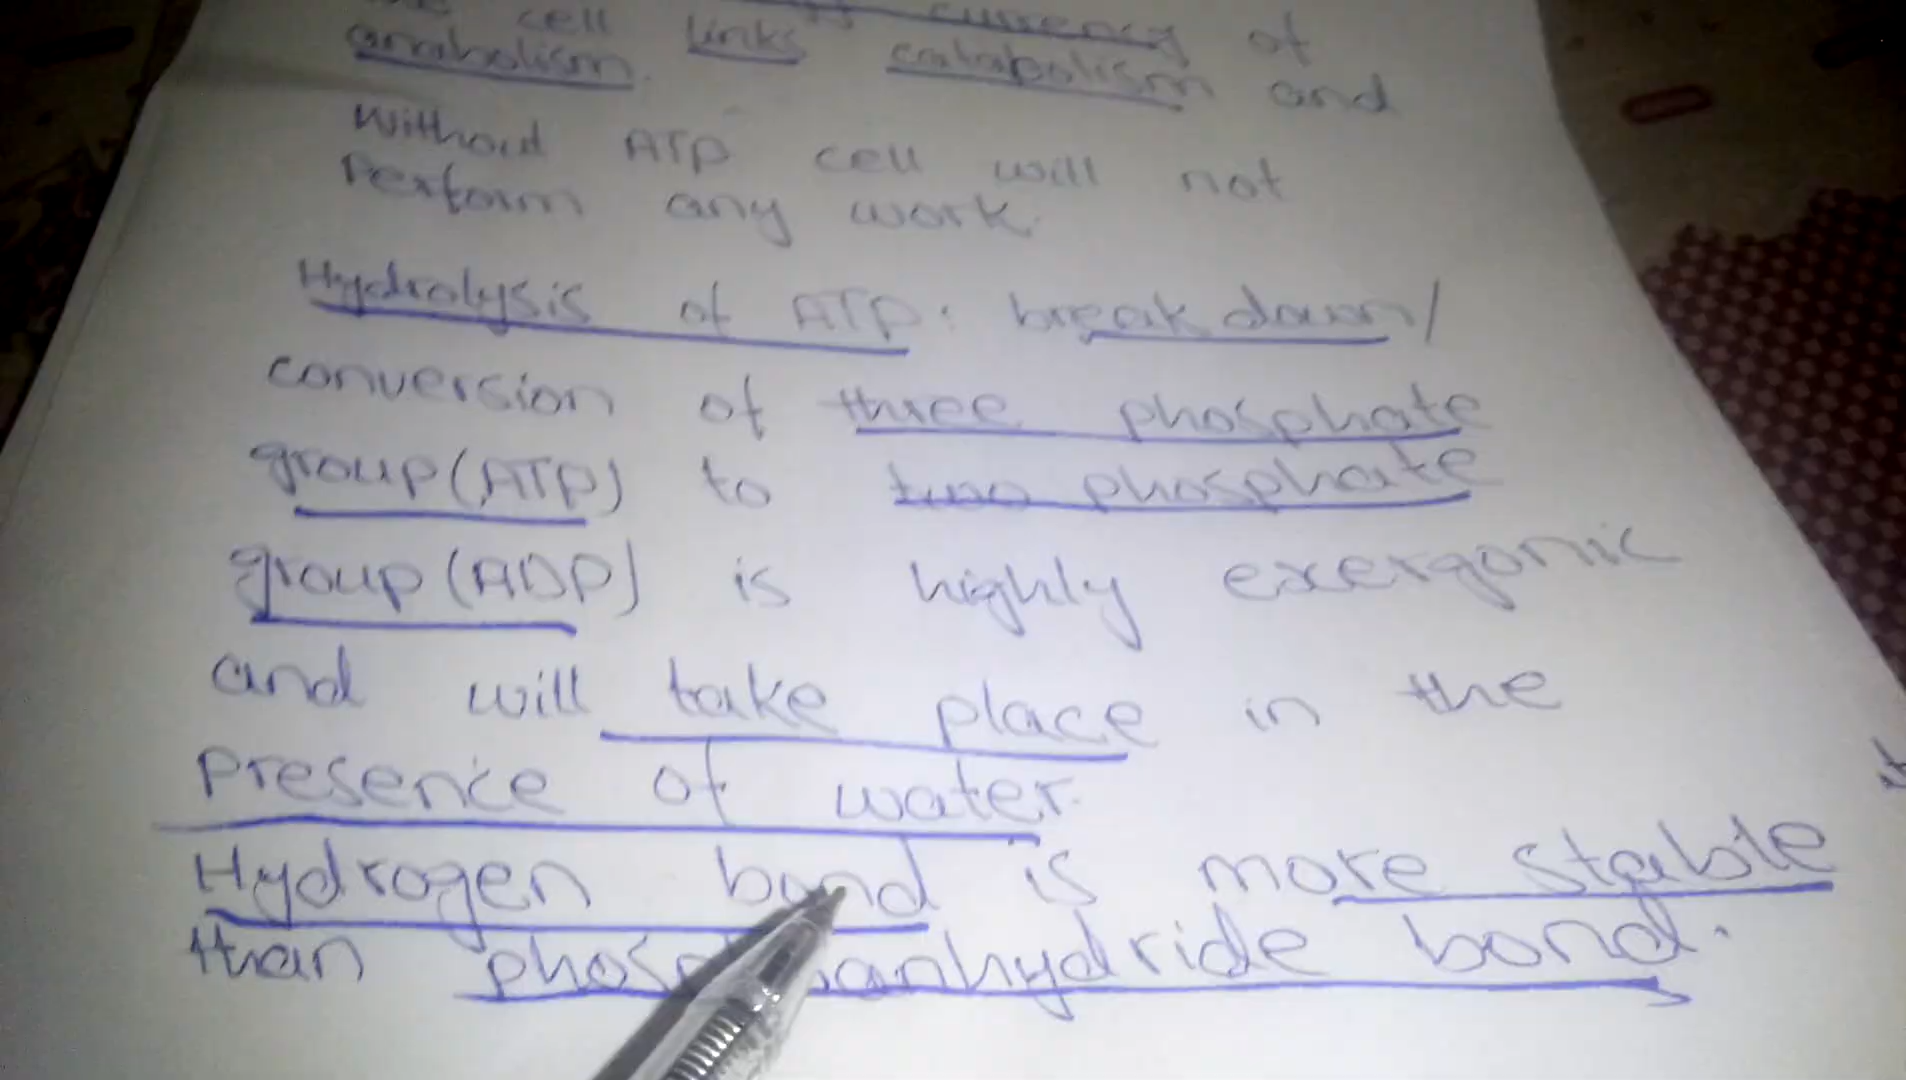 cell links currency of
anabolism. catabolism and
Without ATP cell will not
Perform any work.
Hydrolysis of ATP: break down/
conversion of three phosphate
group (ATP) to two phosphate
group (ADP) is highly exergonic
and will take place in the
presence of water.
Hydrogen bond is more stable
than phosphoanhydride bond.